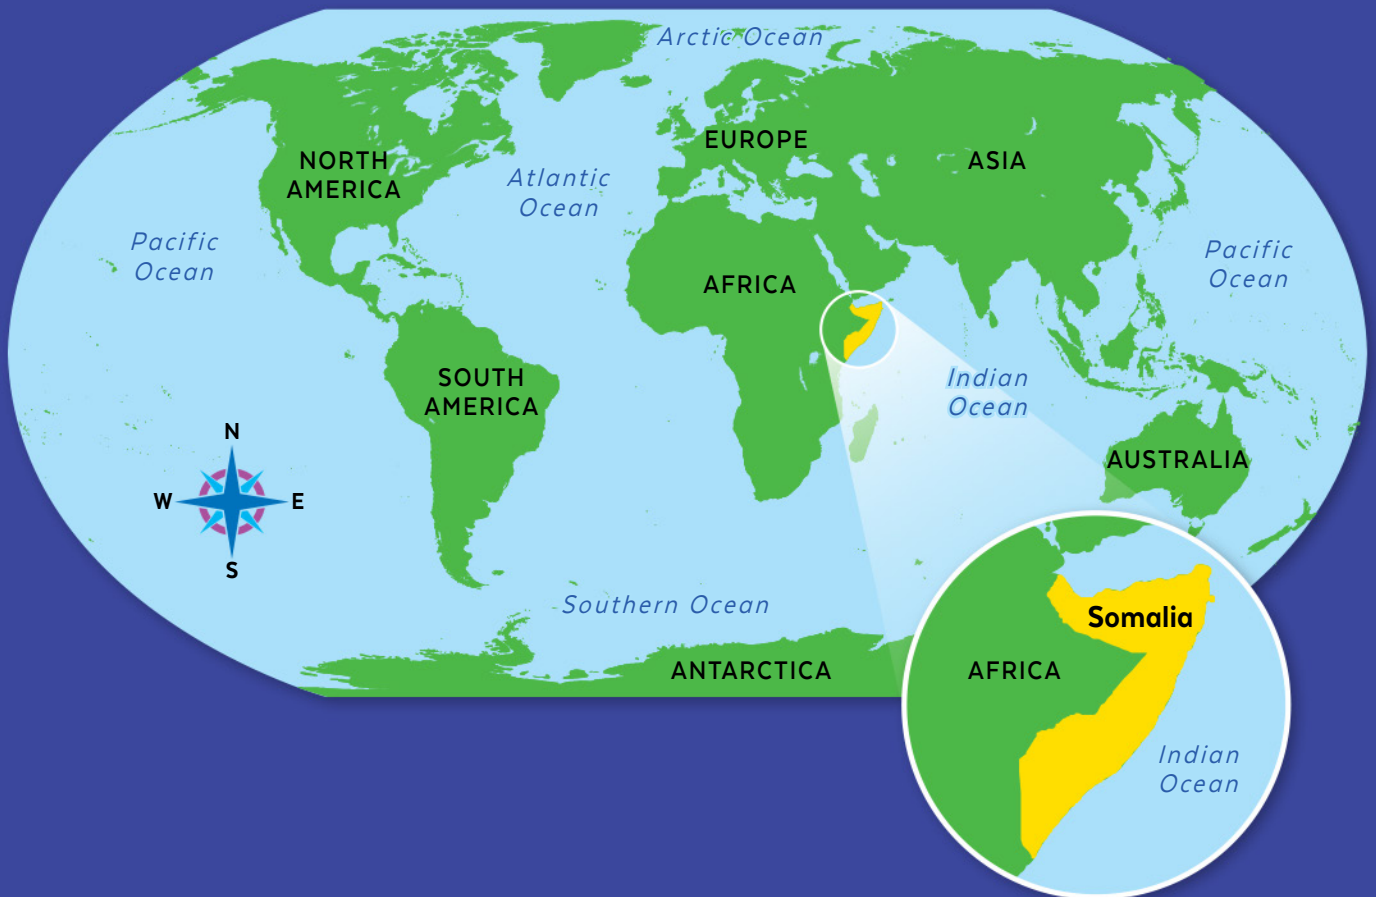 Arctic Ocean
EUROPE
NORTH
AMERICA
ASIA
Atlantic
Ocean
Pacific
Ocean
Pacific
Ocean
AFRICA
SOUTH
AMERICA
Indian
Ocean
N
W
E
S
AUSTRALIA
Southern Ocean
ANTARCTICA
Somalia
AFRICA
Indian
Ocean